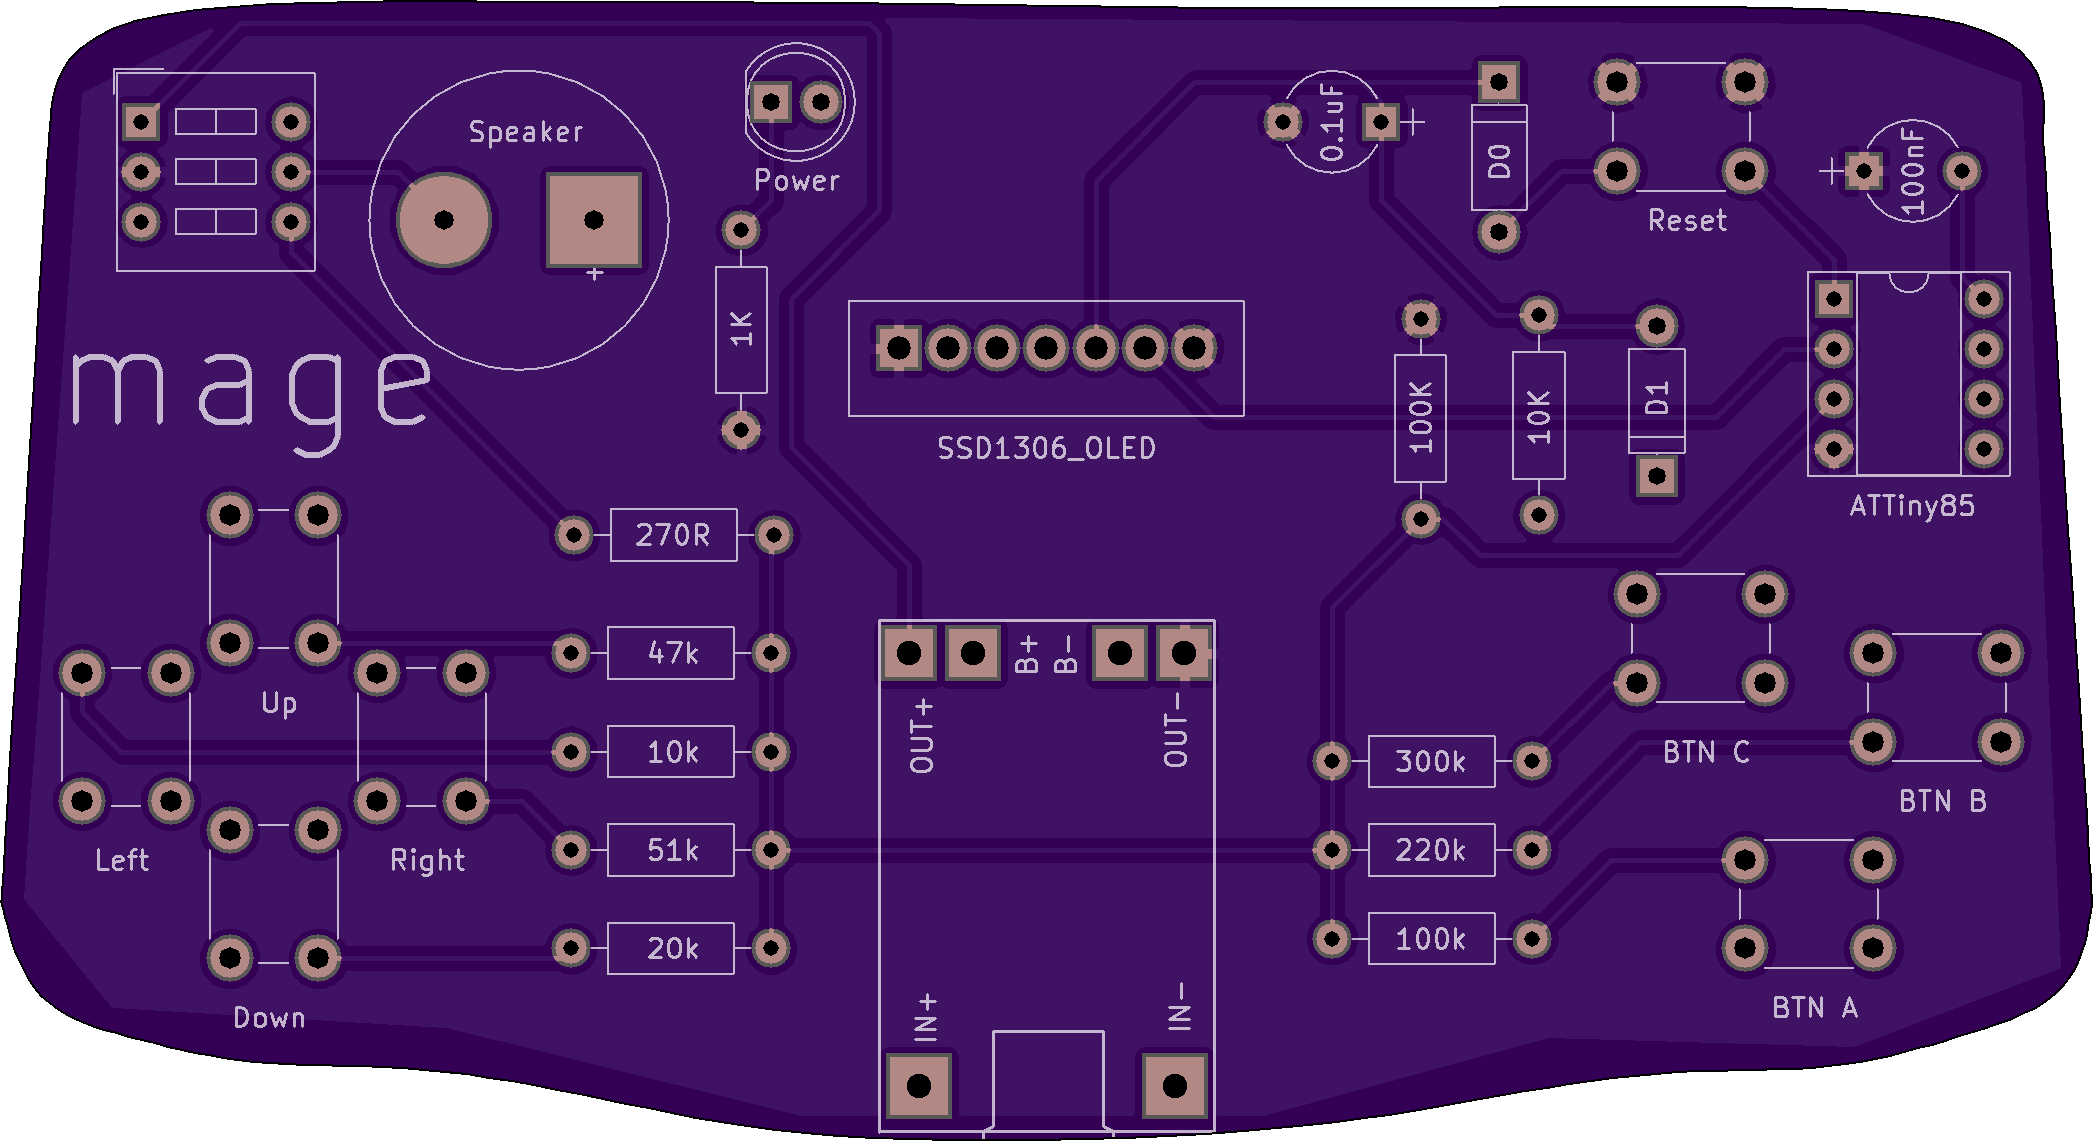 Speaker
+
Power
0.1uF
+
D0
Reset
+
100nF
mage
1K
SSD1306_OLED
100K
10K
D1
ATTiny85
270R
Up
47k
B+
B-
OUT+
OUT-
10k
300k
BTN C
BTN B
Left
Right
51k
220k
Down
20k
100k
BTN A
IN+
IN-